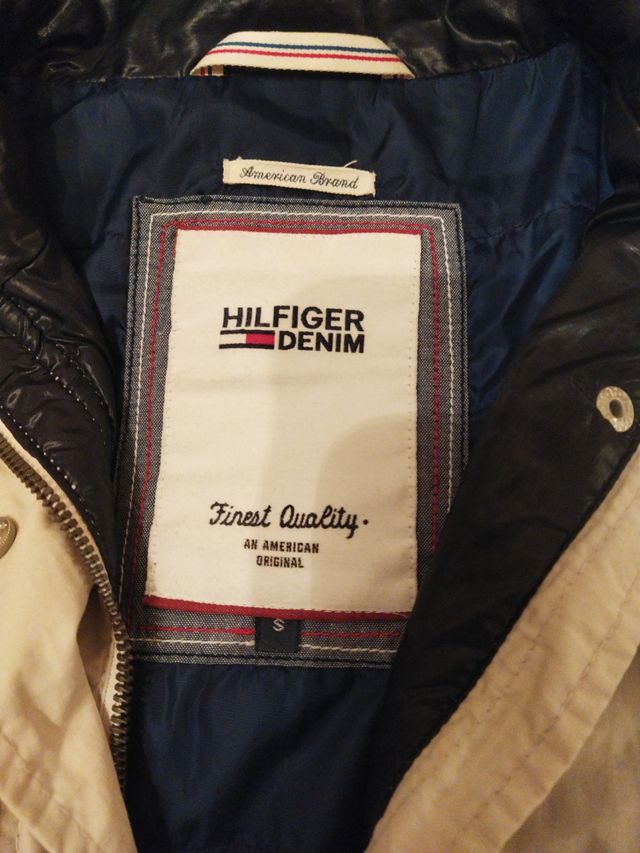 American Brand
HILFIGER
DENIM
Finest Quality.
AN AMERICAN
ORIGINAL
S